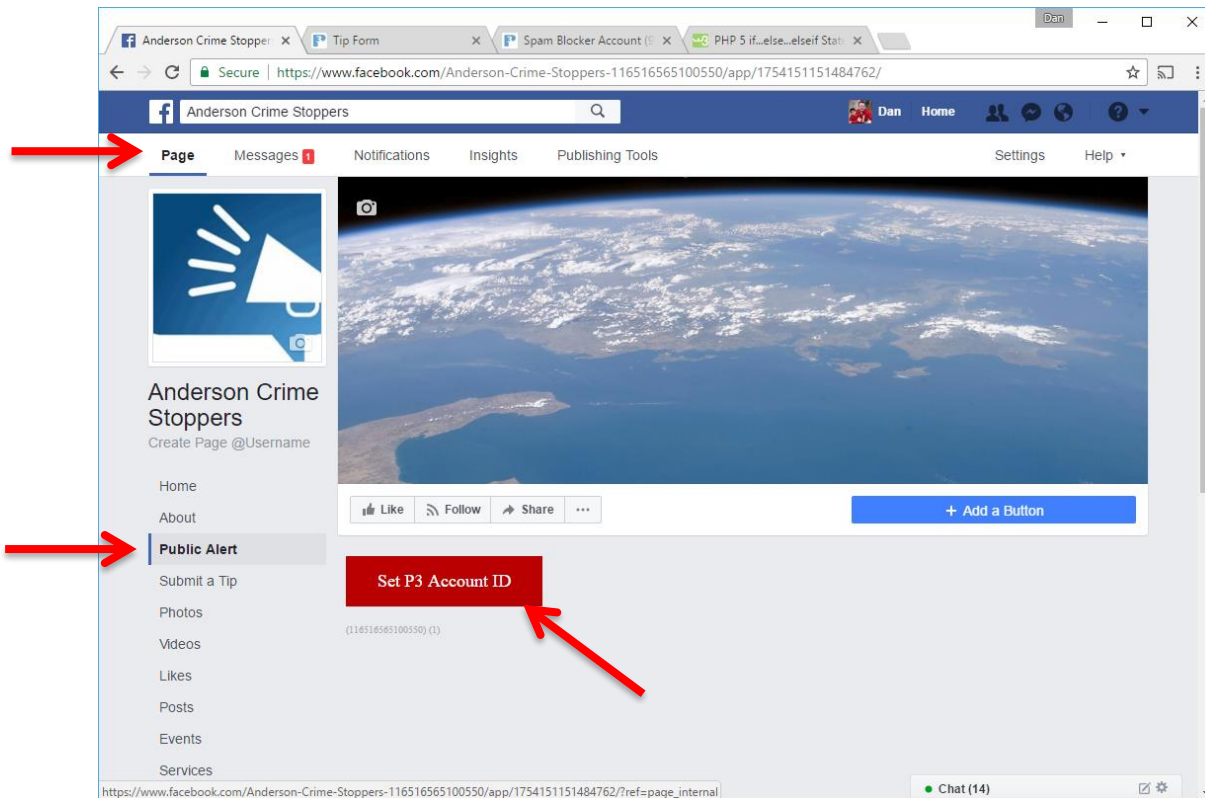 Dan
Anderson Crime Stopper
Tip Form
Spam Blocker Account (
PHP 5 if...else...elseif Stat
Secure | https://www.facebook.com/Anderson-Crime-Stoppers-116516565100550/app/1754151151484762/
Anderson Crime Stoppers
Dan Home
Page Messages 1 Notifications Insights Publishing Tools Settings Help
Anderson Crime
Stoppers
Create Page @Username
Home
About
Public Alert
Submit a Tip
Photos
Videos
Likes
Posts
Events
Services
Like Follow Share ...
+ Add a Button
Set P3 Account ID
(116516565100550) (1)
https://www.facebook.com/Anderson-Crime-Stoppers-116516565100550/app/1754151151484762/?ref=page_internal
Chat (14)